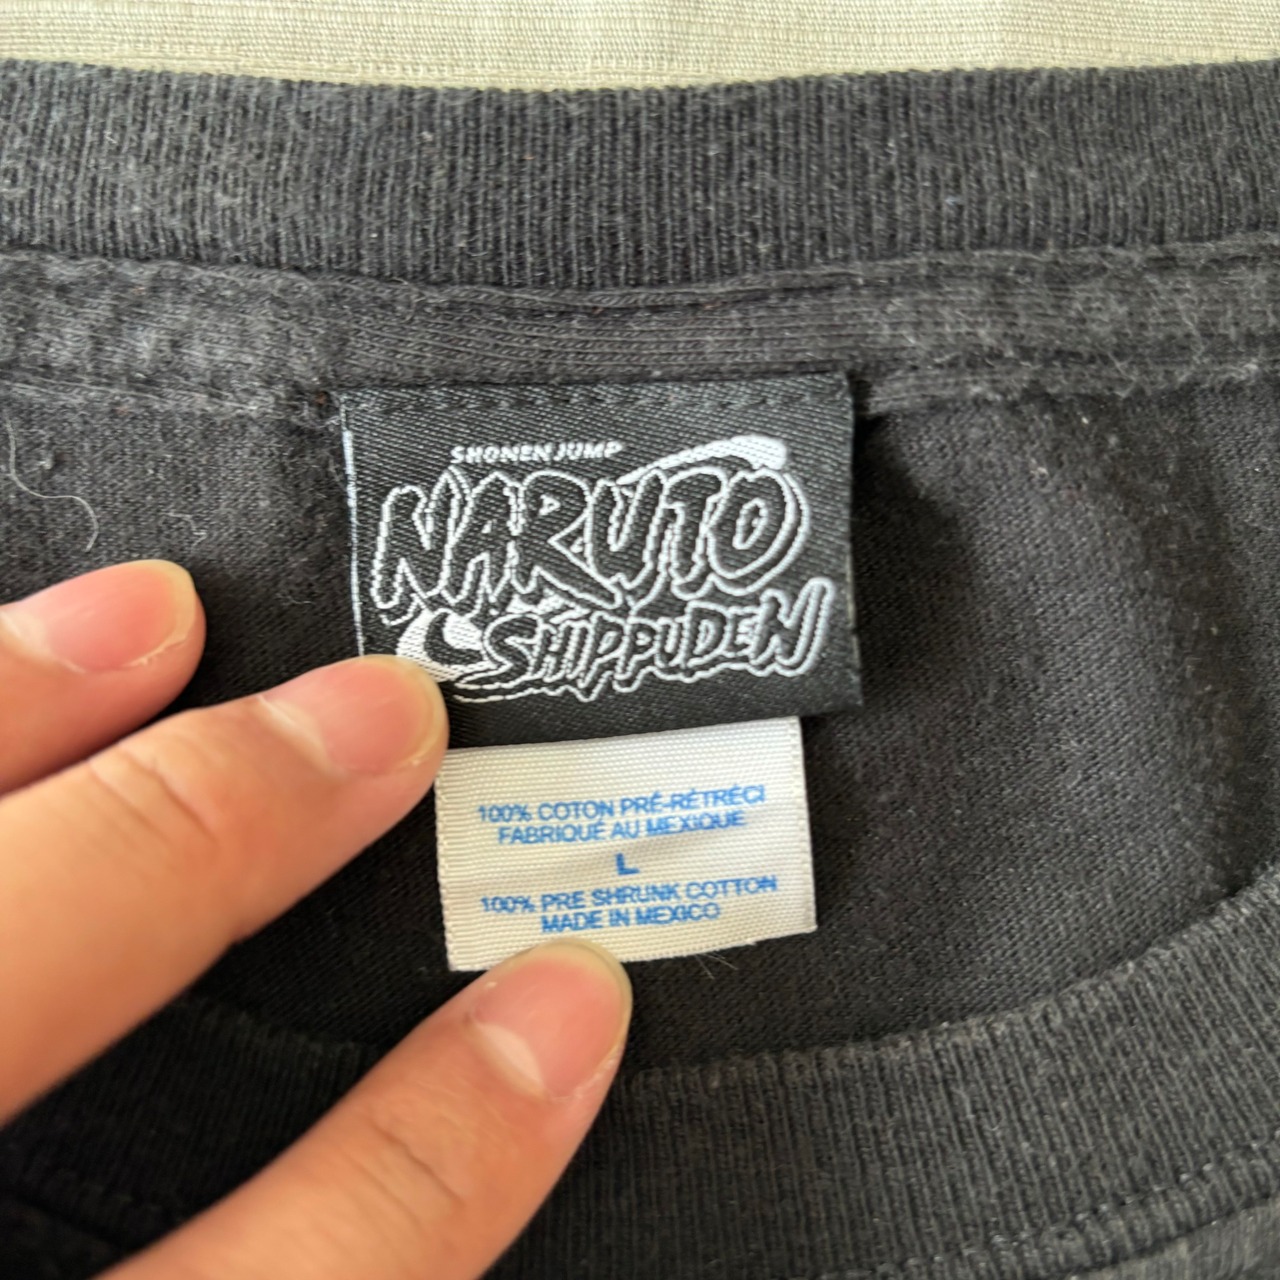 SHONEN JUMP
NARUTO
SHIPPUDEN
100% COTON PRÉ-RÉTRÉCI
FABRIQUÉ AU MEXIQUE
L
100% PRE SHRUNK COTTON
MADE IN MEXICO